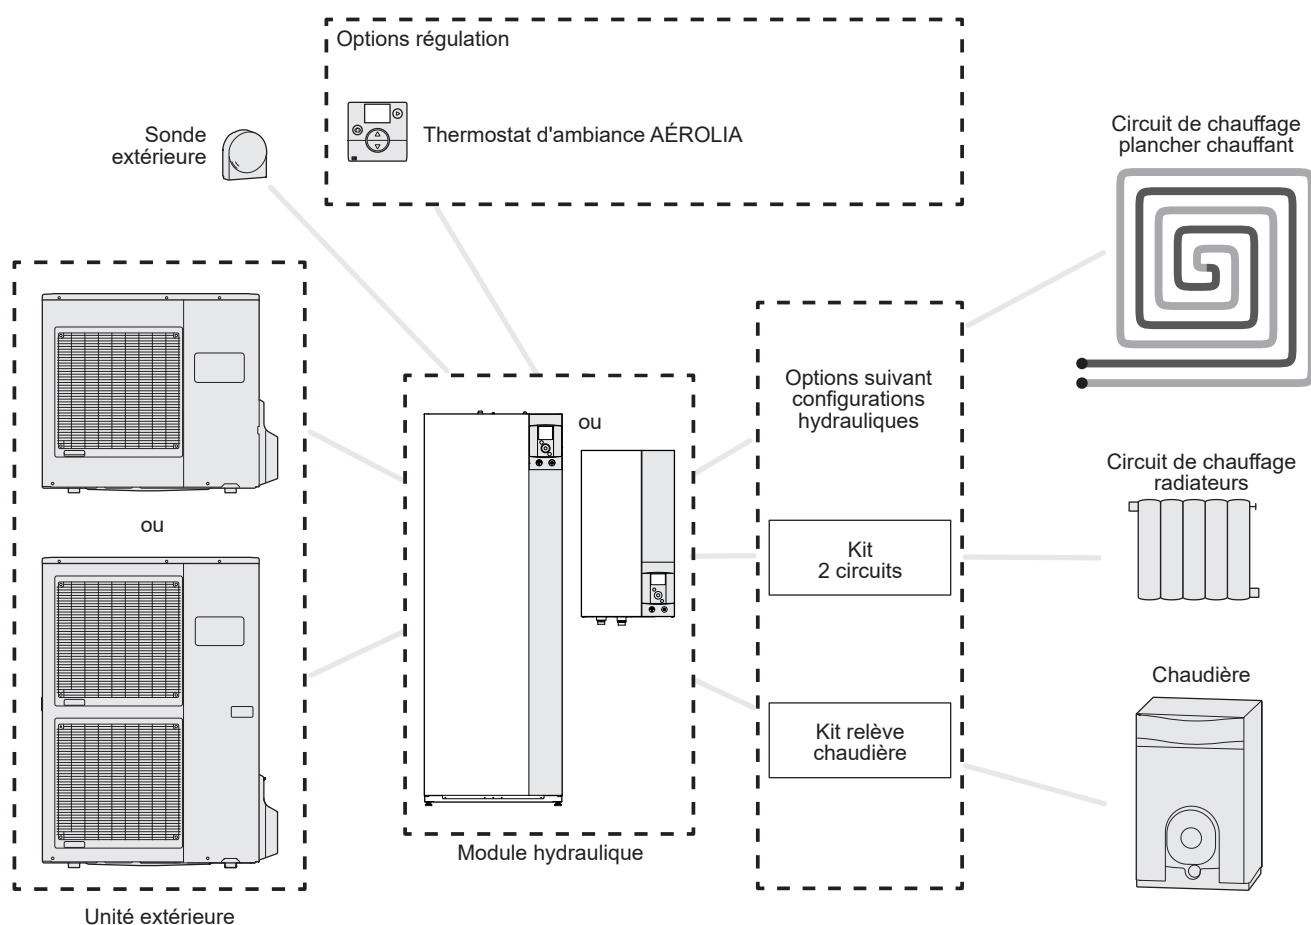 Options régulation
Thermostat d'ambiance AÉROLIA
Sonde
extérieure
Circuit de chauffage
plancher chauffant
ou
Unité extérieure
ou
Module hydraulique
Options suivant
configurations
hydrauliques
Kit
2 circuits
Kit relève
chaudière
Circuit de chauffage
radiateurs
Chaudière